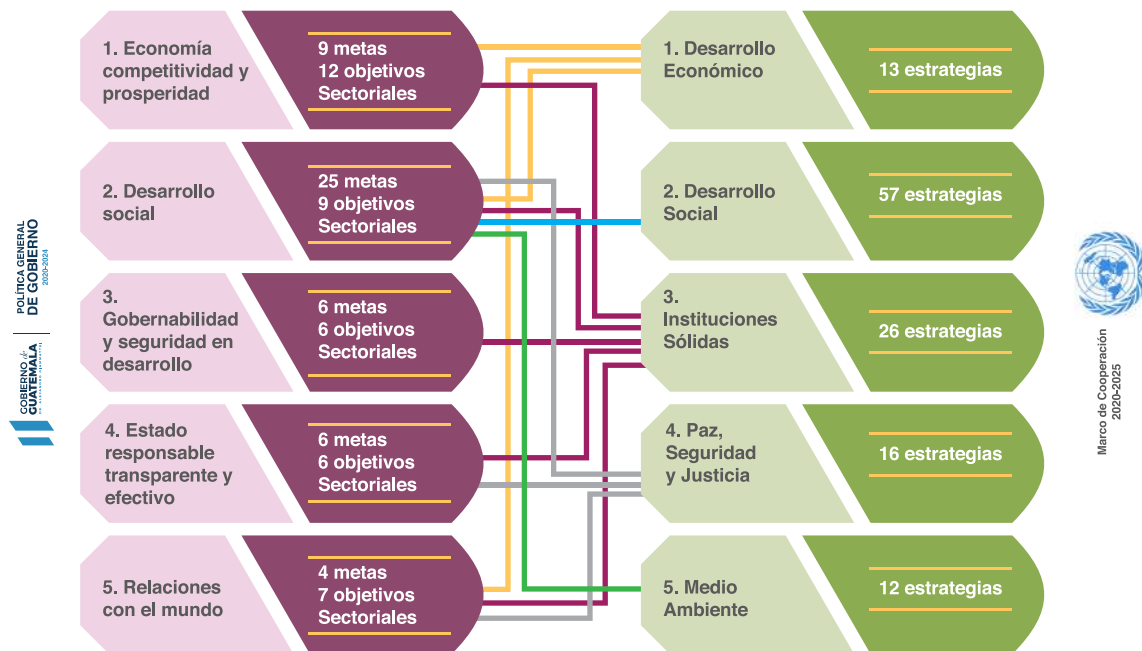 POLÍTICA GENERAL
DE GOBIERNO
2020-2024
GOBIERNO de
GUATEMALA
1. Economía
competitividad y
prosperidad
9 metas
12 objetivos
Sectoriales
1. Desarrollo
Económico
13 estrategias
2. Desarrollo
social
25 metas
9 objetivos
Sectoriales
2. Desarrollo
Social
57 estrategias
3.
Gobernabilidad
y seguridad en
desarrollo
6 metas
6 objetivos
Sectoriales
3.
Instituciones
Sólidas
26 estrategias
4. Estado
responsable
transparente y
efectivo
6 metas
6 objetivos
Sectoriales
4. Paz,
Seguridad
y Justicia
16 estrategias
5. Relaciones
con el mundo
4 metas
7 objetivos
Sectoriales
5. Medio
Ambiente
12 estrategias
Marco de Cooperación
2020-2025